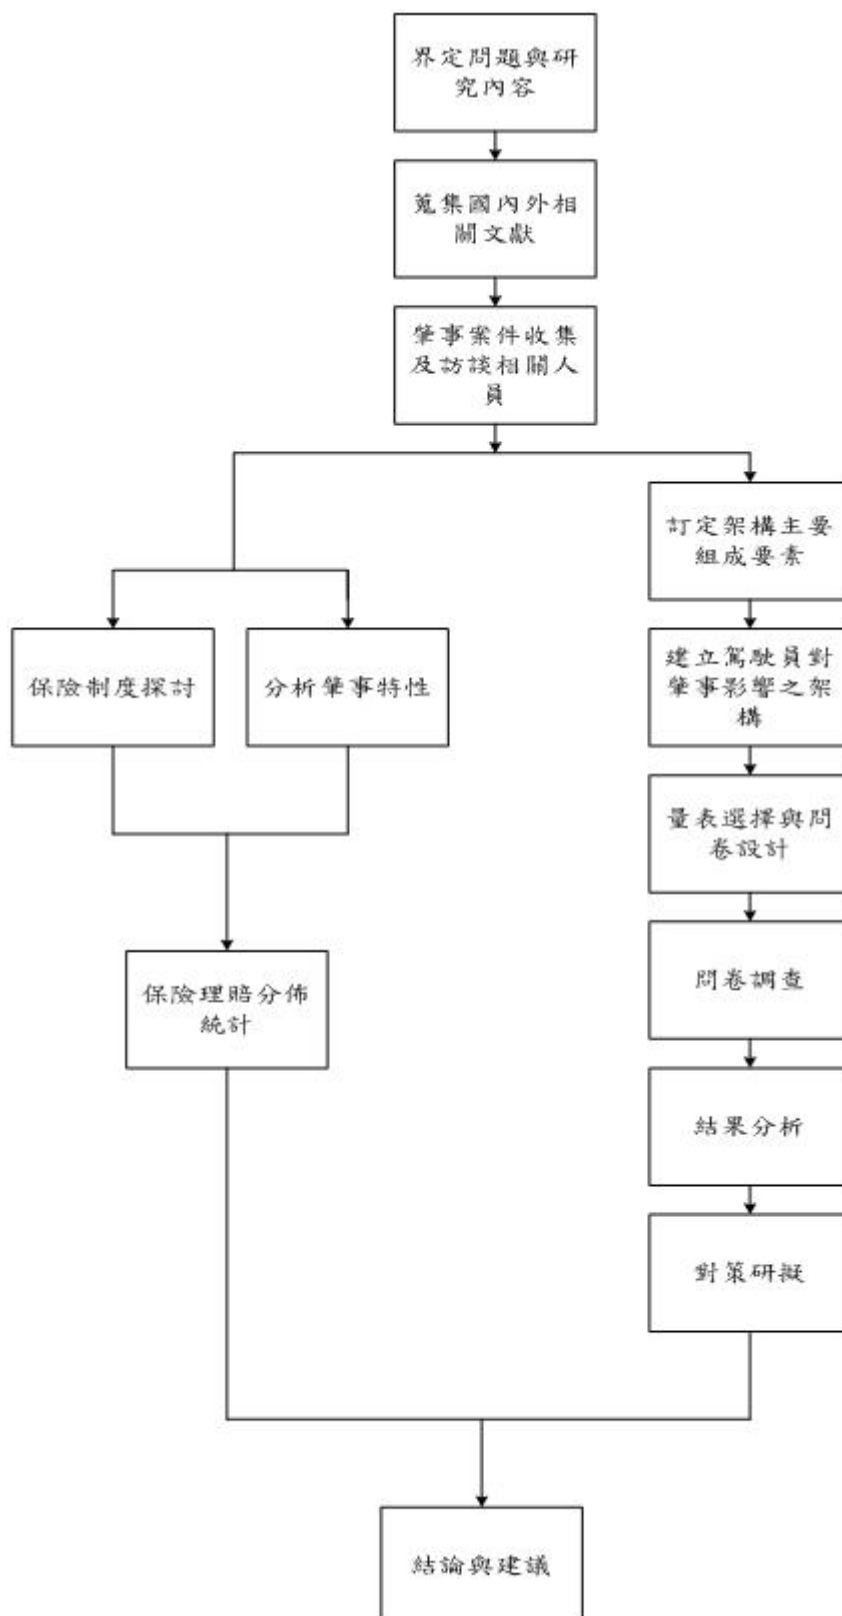 界定問題與研
究內容
蒐集國內外相
關文獻
肇事案件收集
及訪談相關人
員
訂定架構主要
組成要素
保險制度探討
分析肇事特性
建立駕駛員對
肇事影響之架
構
量表選擇與問
卷設計
問卷調查
保險理賠分佈
統計
結果分析
對策研擬
結論與建議